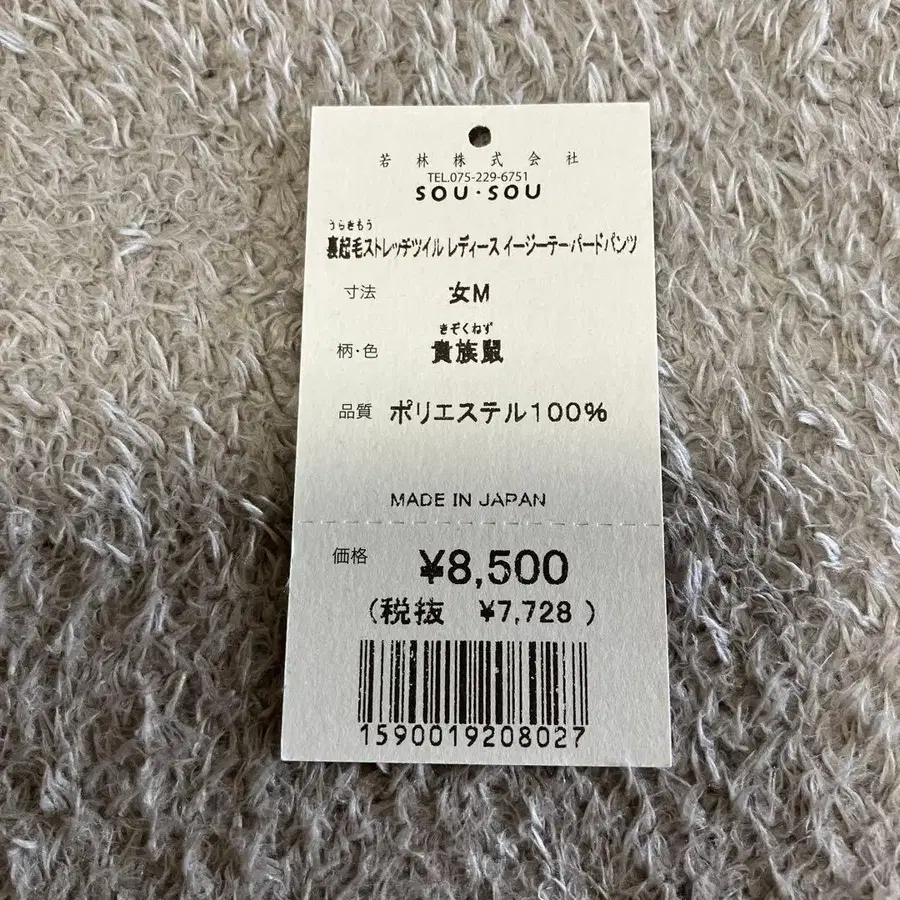 若林株式会社
TEL.075-229-6751
SOU・SOU
うらきもう
裏起毛ストレッチツイル レディース イージーテーパードパンツ
寸法 女M
きぞくねず
柄・色 貴族鼠
品質 ポリエステル100%
MADE IN JAPAN
価格 ¥8,500
(税抜 ¥7,728)
1590019208027